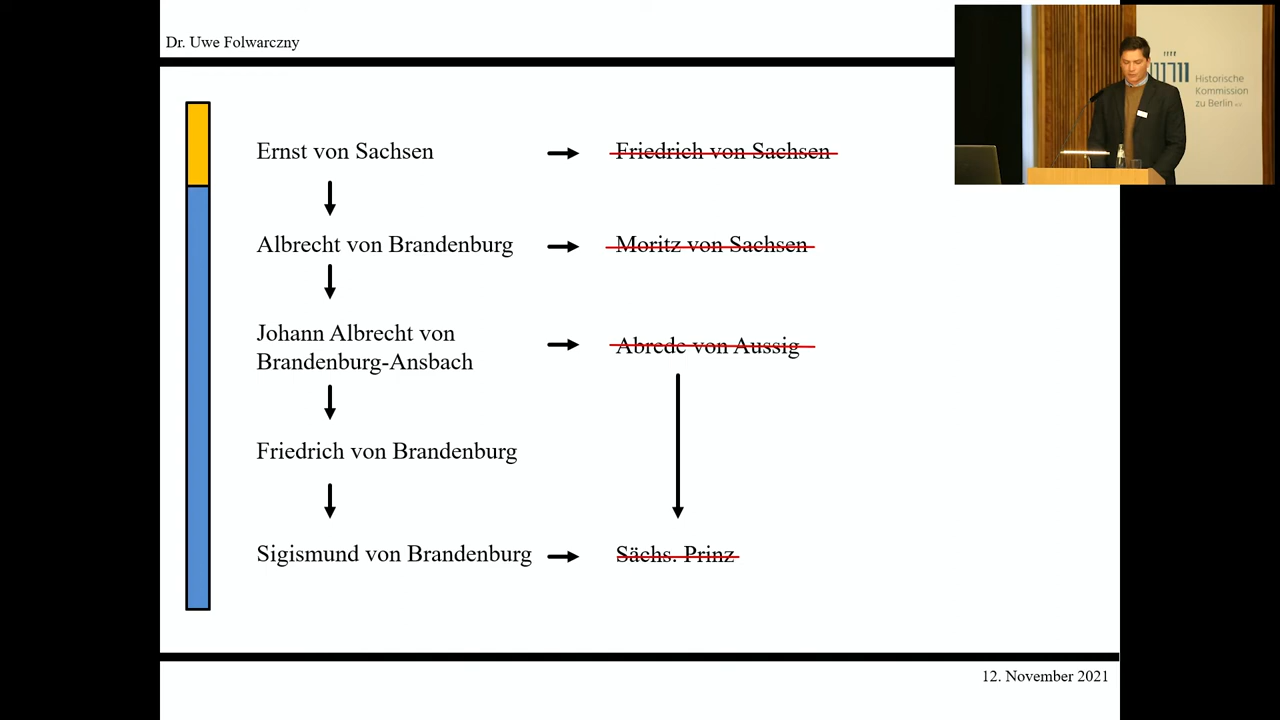 Dr. Uwe Folwarczny
Historische
Kommission
zu Berlin e.V.
Ernst von Sachsen
Friedrich von Sachsen
Albrecht von Brandenburg
Moritz von Sachsen
Johann Albrecht von
Brandenburg-Ansbach
Abrede von Aussig
Friedrich von Brandenburg
Sigismund von Brandenburg
Sächs. Prinz
12. November 2021